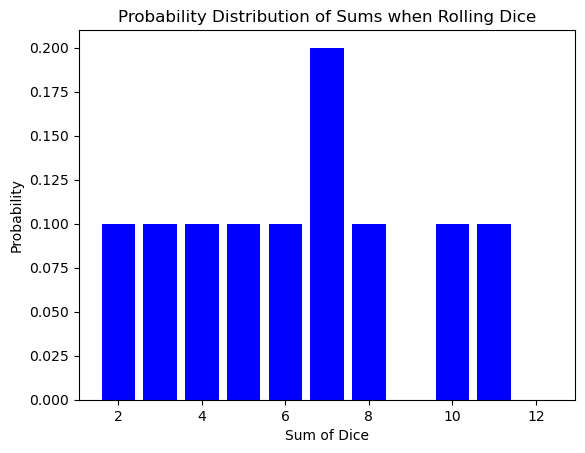 Probability Distribution of Sums when Rolling Dice
0.200
0.175
0.150
0.125
0.100
0.075
0.050
0.025
0.000
Probability
2 4 6 8 10 12
Sum of Dice